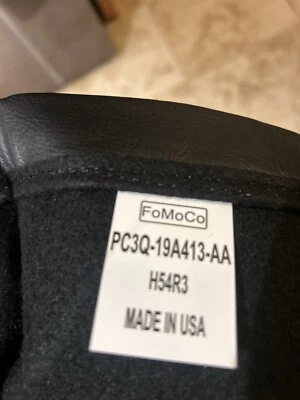 FoMoCo
PC3Q-19A413-AA
H54R3
MADE IN USA